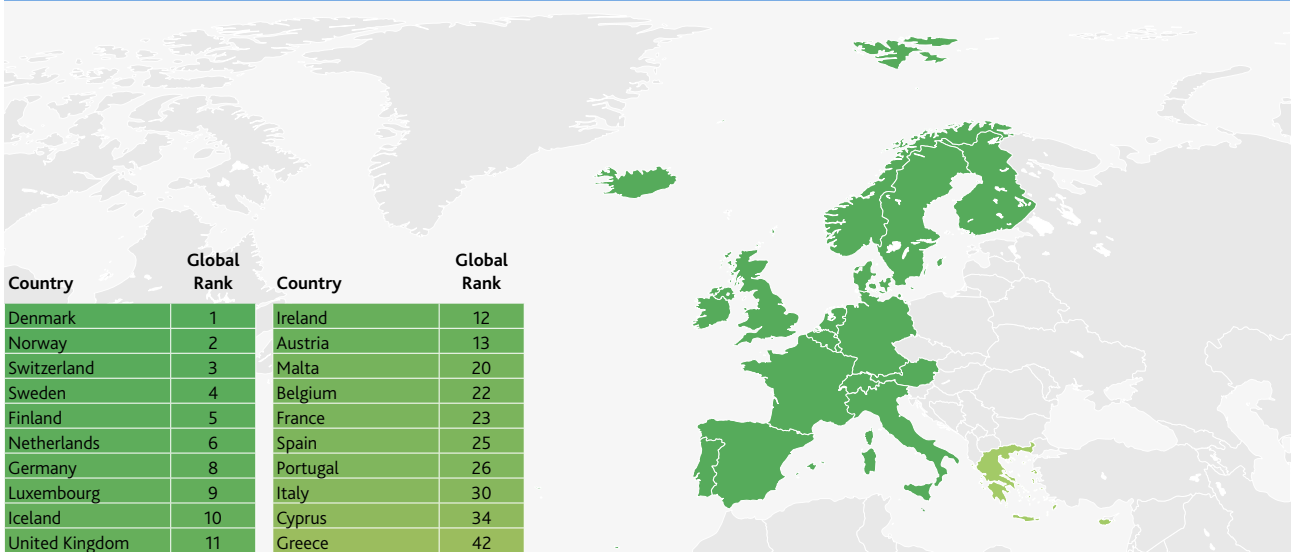 Country Global Rank Country Global Rank
Denmark 1 Ireland 12
Norway 2 Austria 13
Switzerland 3 Malta 20
Sweden 4 Belgium 22
Finland 5 France 23
Netherlands 6 Spain 25
Germany 8 Portugal 26
Luxembourg 9 Italy 30
Iceland 10 Cyprus 34
United Kingdom 11 Greece 42